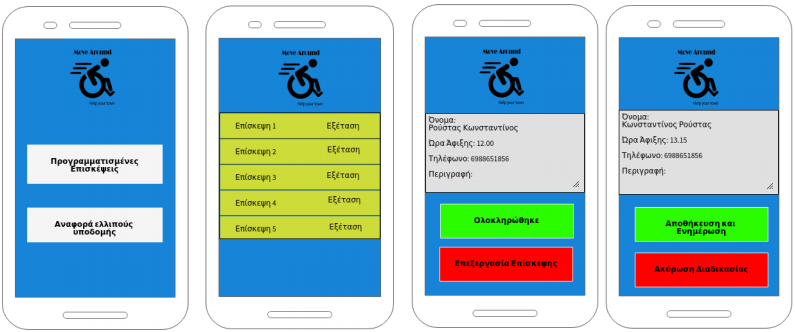 Move Around
Help your town
Προγραμματισμένες
Επισκέψεις
Αναφορά ελλιπούς
υποδομής
Move Around
Help your town
Επίσκεψη 1 Εξέταση
Επίσκεψη 2 Εξέταση
Επίσκεψη 3 Εξέταση
Επίσκεψη 4 Εξέταση
Επίσκεψη 5 Εξέταση
Move Around
Help your town
Όνομα:
Ρούστας Κωνσταντίνος
Ώρα Άφιξης: 12.00
Τηλέφωνο: 6988651856
Περιγραφή:
Ολοκληρώθηκε
Επεξεργασία Επίσκεψης
Move Around
Help your town
Όνομα:
Κωνσταντίνος Ρούστας
Ώρα Άφιξης: 13.15
Τηλέφωνο: 6988651856
Περιγραφή:
Αποθήκευση και
Ενημέρωση
Ακύρωση Διαδικασίας